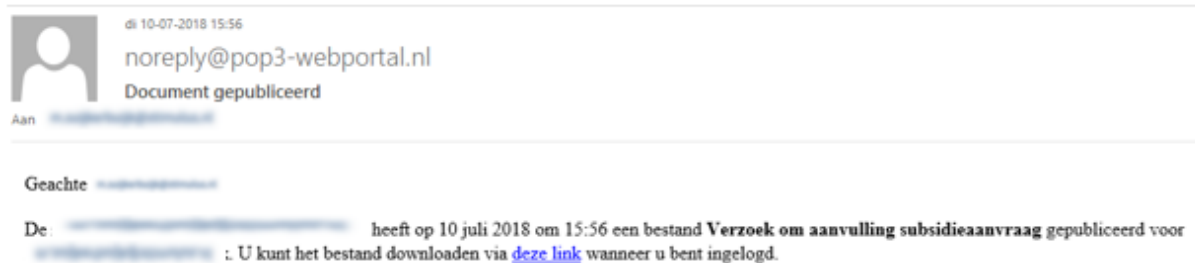 di 10-07-2018 15:56
noreply@pop3-webportal.nl
Document gepubliceerd
Aan
Geachte
De: heeft op 10 juli 2018 om 15:56 een bestand Verzoek om aanvulling subsidieaanvraag gepubliceerd voor
;. U kunt het bestand downloaden via deze link wanneer u bent ingelogd.